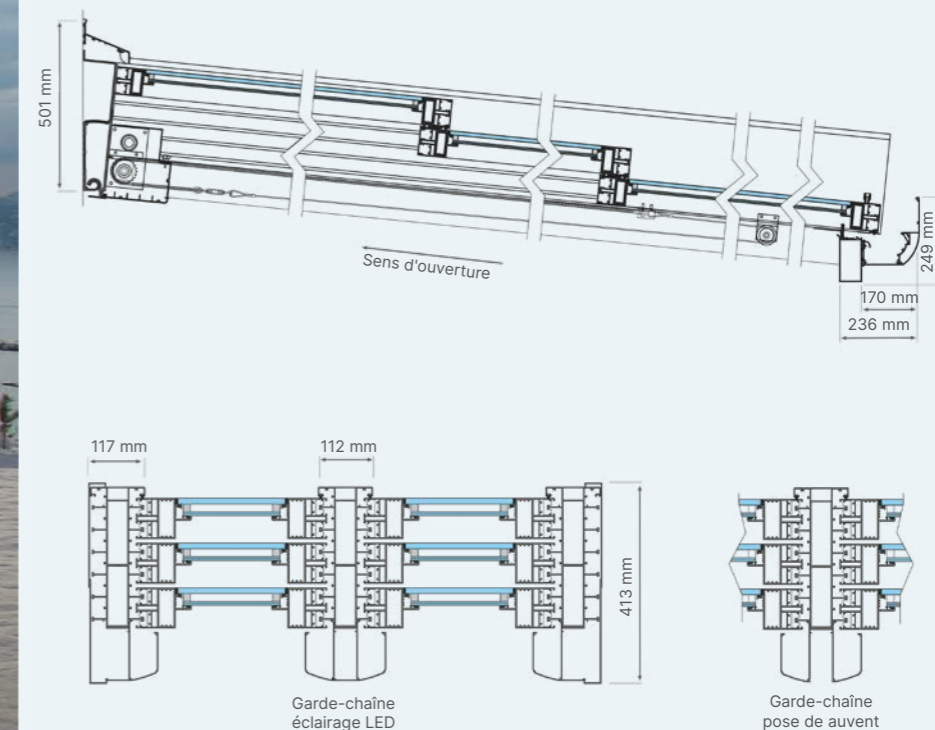 501 mm
Sens d'ouverture
249 mm
170 mm
236 mm
117 mm
112 mm
413 mm
Garde-chaîne
éclairage LED
Garde-chaîne
pose de auvent